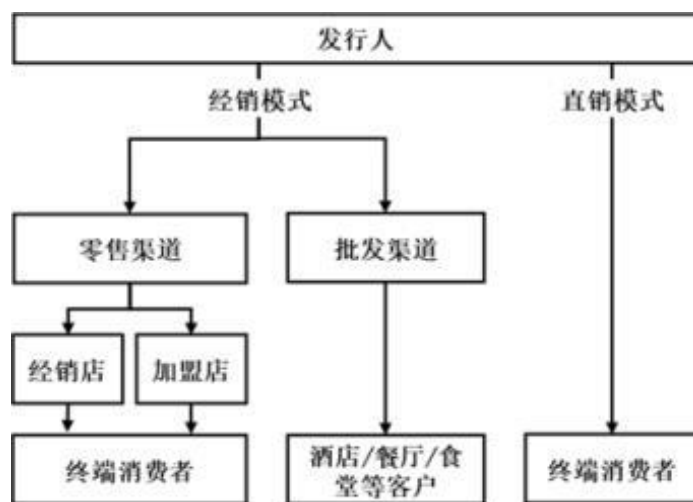 发行人
经销模式
直销模式
零售渠道
批发渠道
经销店
加盟店
终端消费者
酒店/餐厅/食
堂等客户
终端消费者